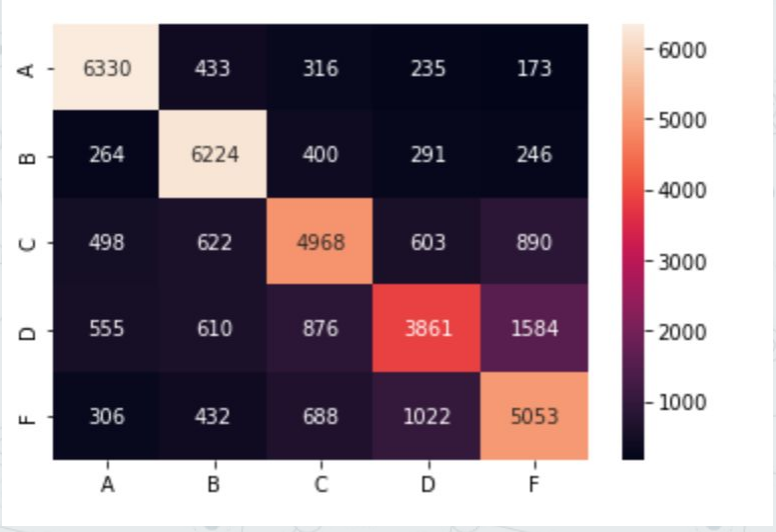 A 6330 433 316 235 173
B 264 6224 400 291 246
C 498 622 4968 603 890
D 555 610 876 3861 1584
F 306 432 688 1022 5053
A B C D F
6000
5000
4000
3000
2000
1000